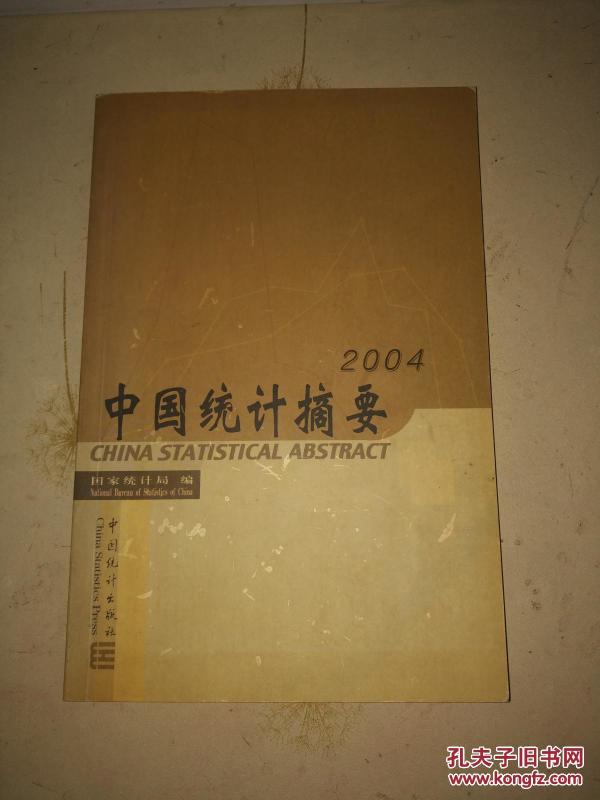 2004
中国统计摘要
CHINA STATISTICAL ABSTRACT
国家统计局 编
National Bureau of Statistics of China
中国统计出版社
China Statistics Press
孔夫子旧书网
www.kongfz.com